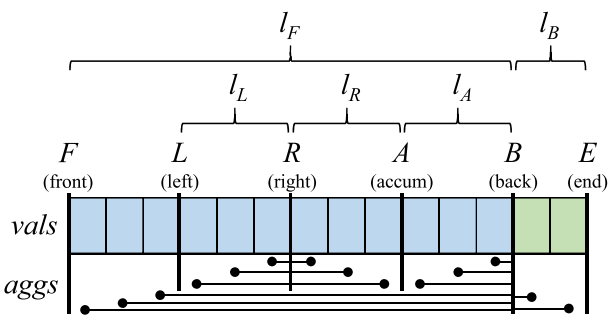 l_F l_B
l_L l_R l_A
F L R A B E
(front) (left) (right) (accum) (back) (end)
vals
aggs